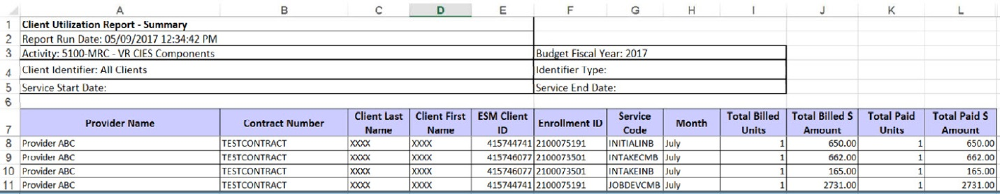 A B C D E F G H I J K L
1 Client Utilization Report - Summary
2 Report Run Date: 05/09/2017 12:34:42 PM
3 Activity: 5100-MRC - VR CIES Components Budget Fiscal Year: 2017
4 Client Identifier: All Clients Identifier Type:
5 Service Start Date: Service End Date:
6
7 Provider Name Contract Number Client Last Name Client First Name ESM Client ID Enrollment ID Service Code Month Total Billed Units Total Billed $ Amount Total Paid Units Total Paid $ Amount
8 Provider ABC TESTCONTRACT XXXX XXXX 415744741 2100075191 INITIALINB July 1 650.00 1 650.00
9 Provider ABC TESTCONTRACT XXXX XXXX 415746077 2100073501 INTAKECMB July 1 662.00 1 662.00
10 Provider ABC TESTCONTRACT XXXX XXXX 415746077 2100073501 INTAKEINB July 1 165.00 1 165.00
11 Provider ABC TESTCONTRACT XXXX XXXX 415744741 2100075191 JOBDEVCMB July 1 2731.00 1 2731.00